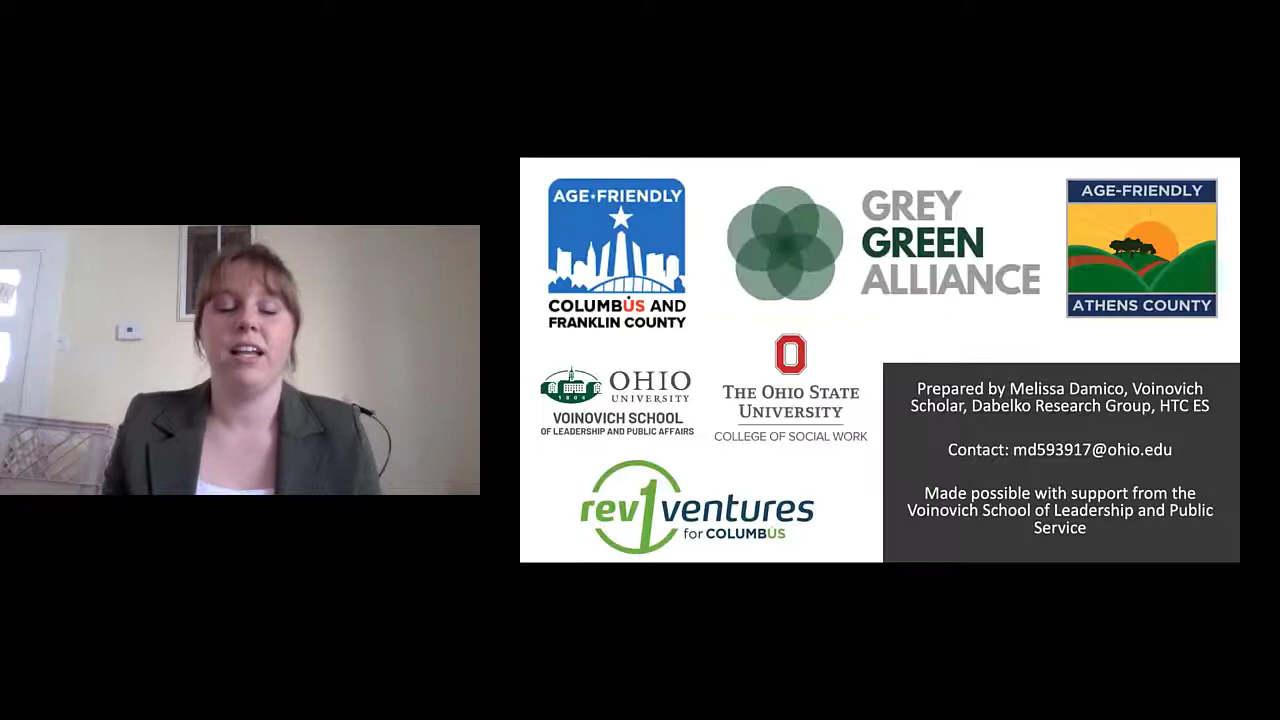 AGE•FRIENDLY
COLUMBUS AND
FRANKLIN COUNTY
GREY
GREEN
ALLIANCE
AGE-FRIENDLY
ATHENS COUNTY
OHIO
UNIVERSITY
1804
VOINOVICH SCHOOL
OF LEADERSHIP AND PUBLIC AFFAIRS
O
THE OHIO STATE
UNIVERSITY
COLLEGE OF SOCIAL WORK
rev1ventures
for COLUMBUS
Prepared by Melissa Damico, Voinovich
Scholar, Dabelko Research Group, HTC ES
Contact: md593917@ohio.edu
Made possible with support from the
Voinovich School of Leadership and Public
Service